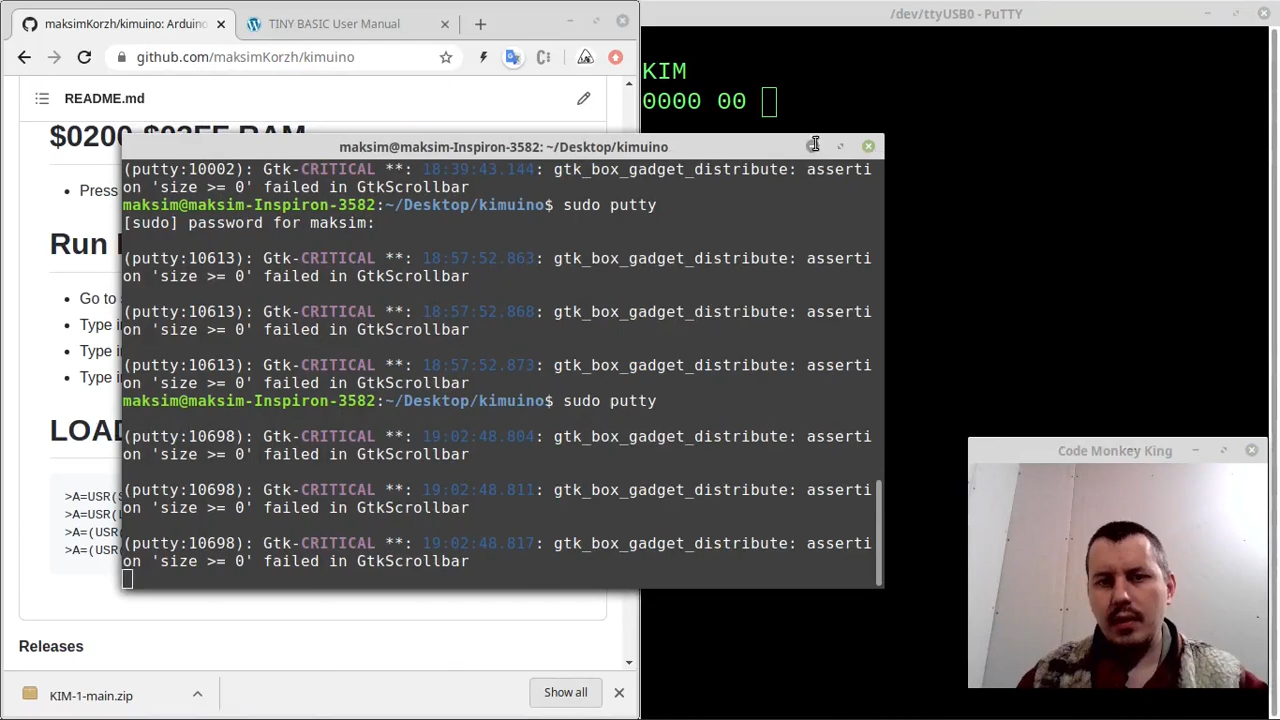 maksimKorzh/kimuino: Arduino
TINY BASIC User Manual
github.com/maksimKorzh/kimuino
/dev/ttyUSB0 - PuTTY
KIM
0000 00
README.md
$0200-$03FF RAM
Press
Run
Go to
Type in
Type in
Type in
LOAD
>A=USR(S
>A=USR(L
>A=(USR(
>A=(USR(
Releases
maksim@maksim-Inspiron-3582: ~/Desktop/kimuino
(putty:10002): Gtk-CRITICAL **: 18:39:43.144: gtk_box_gadget_distribute: asserti
on 'size >= 0' failed in GtkScrollbar
maksim@maksim-Inspiron-3582:~/Desktop/kimuino$ sudo putty
[sudo] password for maksim:
(putty:10613): Gtk-CRITICAL **: 18:57:52.863: gtk_box_gadget_distribute: asserti
on 'size >= 0' failed in GtkScrollbar
(putty:10613): Gtk-CRITICAL **: 18:57:52.868: gtk_box_gadget_distribute: asserti
on 'size >= 0' failed in GtkScrollbar
(putty:10613): Gtk-CRITICAL **: 18:57:52.873: gtk_box_gadget_distribute: asserti
on 'size >= 0' failed in GtkScrollbar
maksim@maksim-Inspiron-3582:~/Desktop/kimuino$ sudo putty
(putty:10698): Gtk-CRITICAL **: 19:02:48.804: gtk_box_gadget_distribute: asserti
on 'size >= 0' failed in GtkScrollbar
(putty:10698): Gtk-CRITICAL **: 19:02:48.811: gtk_box_gadget_distribute: asserti
on 'size >= 0' failed in GtkScrollbar
(putty:10698): Gtk-CRITICAL **: 19:02:48.817: gtk_box_gadget_distribute: asserti
on 'size >= 0' failed in GtkScrollbar
Code Monkey King
KIM-1-main.zip
Show all